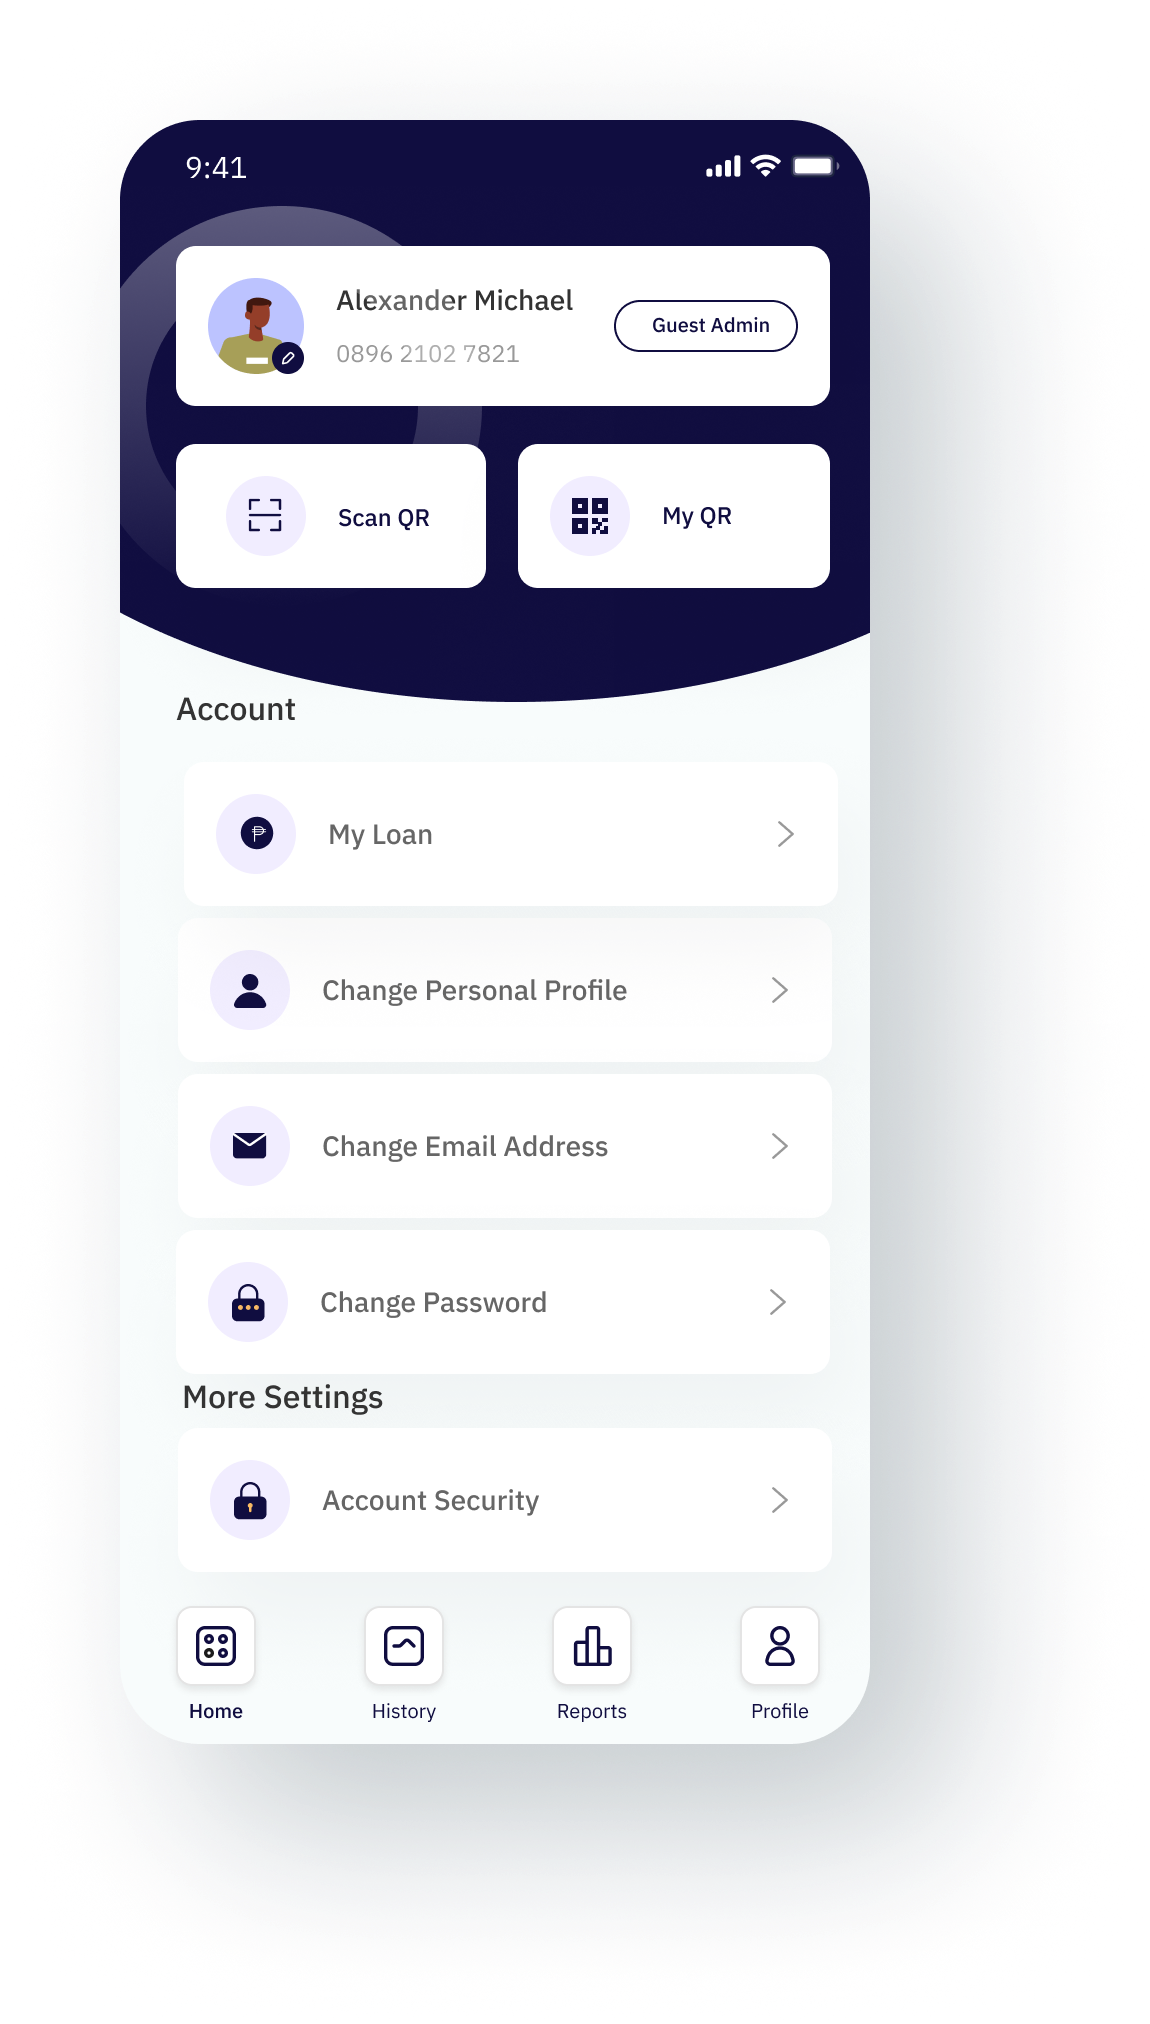 9:41
Alexander Michael
Guest Admin
0896 2102 7821
Scan QR
My QR
Account
My Loan
Change Personal Profile
Change Email Address
Change Password
More Settings
Account Security
Home
History
Reports
Profile